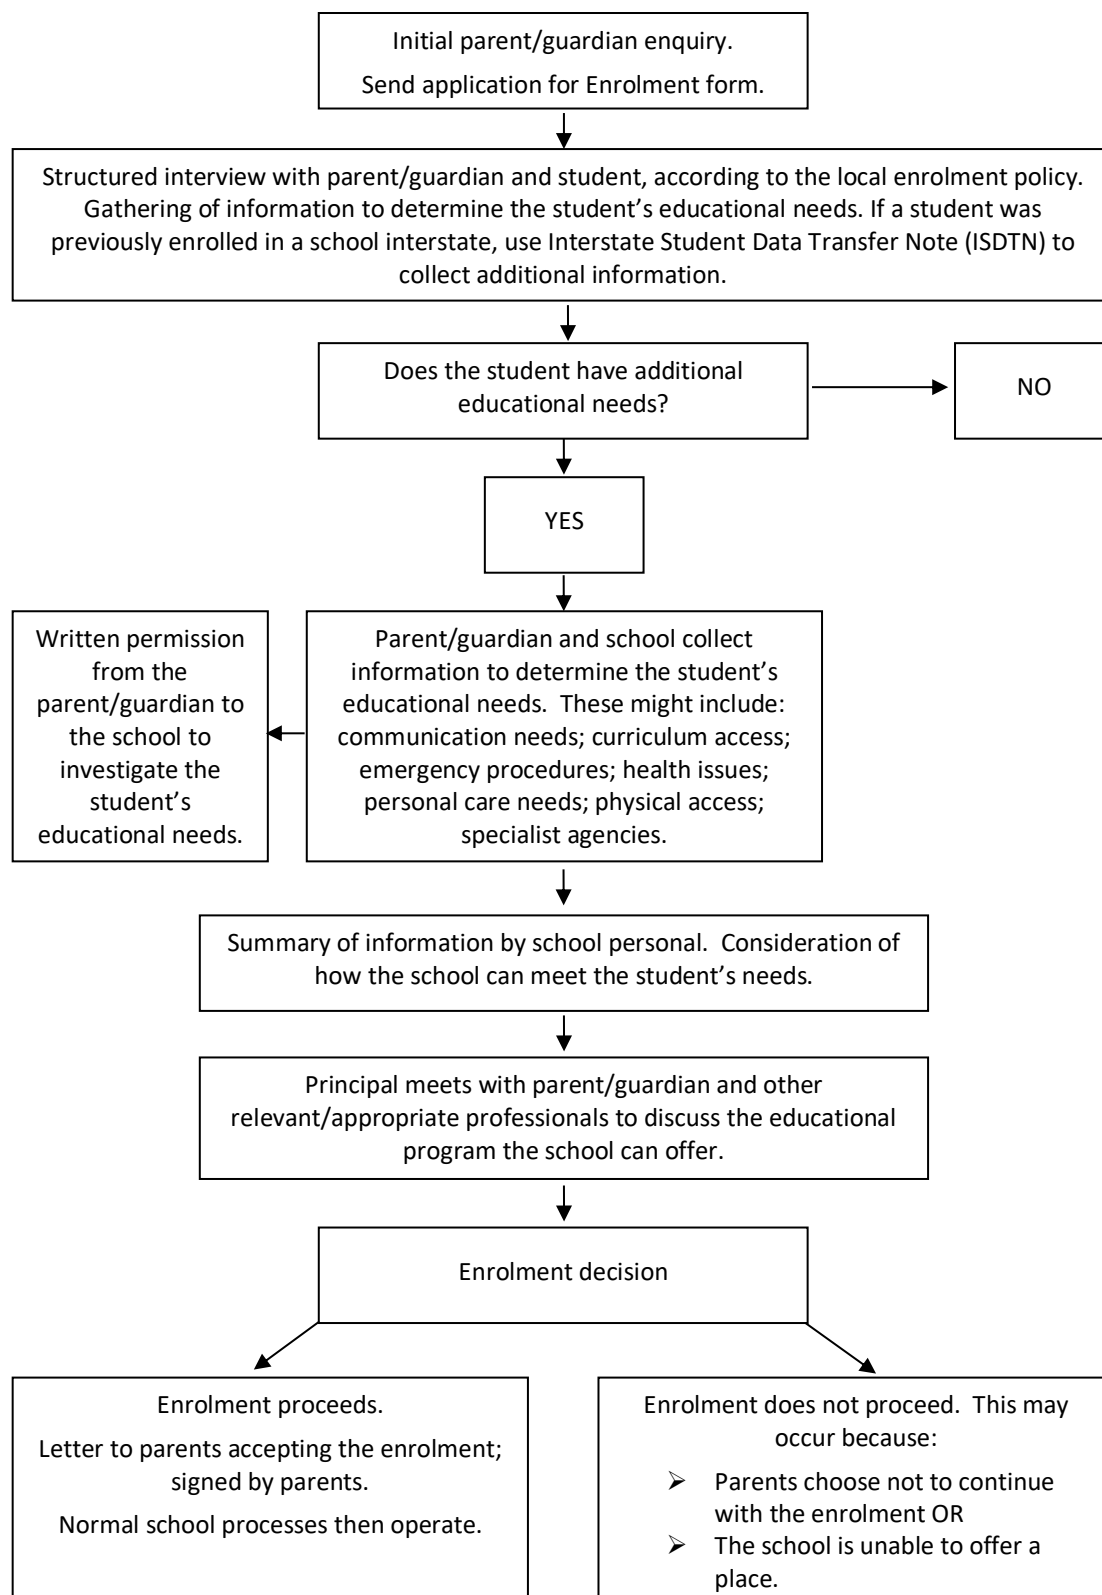 Initial parent/guardian enquiry.
Send application for Enrolment form.
Structured interview with parent/guardian and student, according to the local enrolment policy.
Gathering of information to determine the student’s educational needs. If a student was
previously enrolled in a school interstate, use Interstate Student Data Transfer Note (ISDTN) to
collect additional information.
Does the student have additional
educational needs?
NO
YES
Written permission
from the
parent/guardian to
the school to
investigate the
student’s
educational needs.
Parent/guardian and school collect
information to determine the student’s
educational needs.  These might include:
communication needs; curriculum access;
emergency procedures; health issues;
personal care needs; physical access;
specialist agencies.
Summary of information by school personal.  Consideration of
how the school can meet the student’s needs.
Principal meets with parent/guardian and other
relevant/appropriate professionals to discuss the educational
program the school can offer.
Enrolment decision
Enrolment proceeds.
Letter to parents accepting the enrolment;
signed by parents.
Normal school processes then operate.
Enrolment does not proceed.  This may
occur because:
➢ Parents choose not to continue
with the enrolment OR
➢ The school is unable to offer a
place.